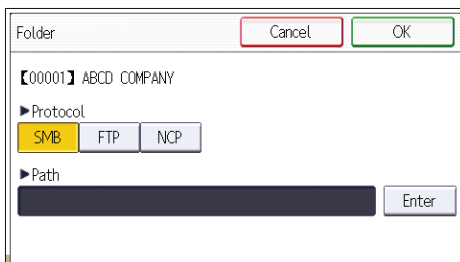 Folder Cancel OK
【00001】 ABCD COMPANY
▶Protocol
SMB FTP NCP
▶Path
Enter